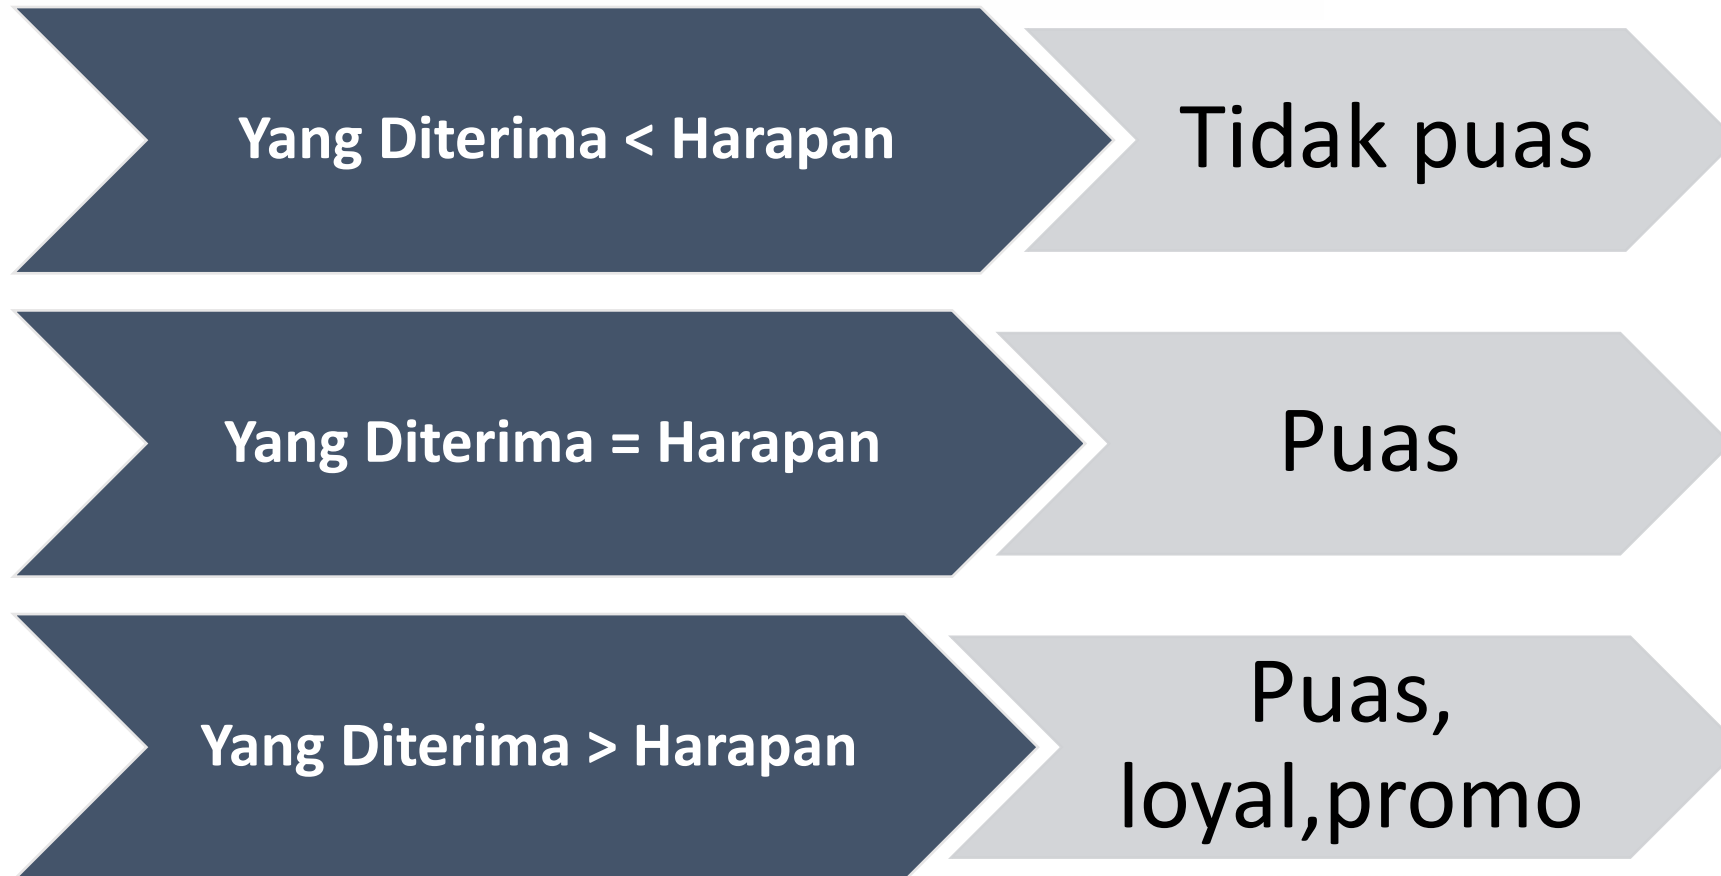 Yang Diterima < Harapan
Tidak puas
Yang Diterima = Harapan
Puas
Yang Diterima > Harapan
Puas,
loyal,promo